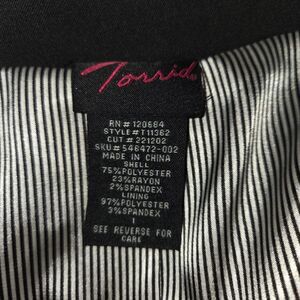 Torrid
RN# 120664
STYLE# T11362
CUT# 221202
SKU# 546472-002
MADE IN CHINA
SHELL
75%POLYESTER
23%RAYON
2%SPANDEX
LINING
97%POLYESTER
3%SPANDEX
1
SEE REVERSE FOR
CARE